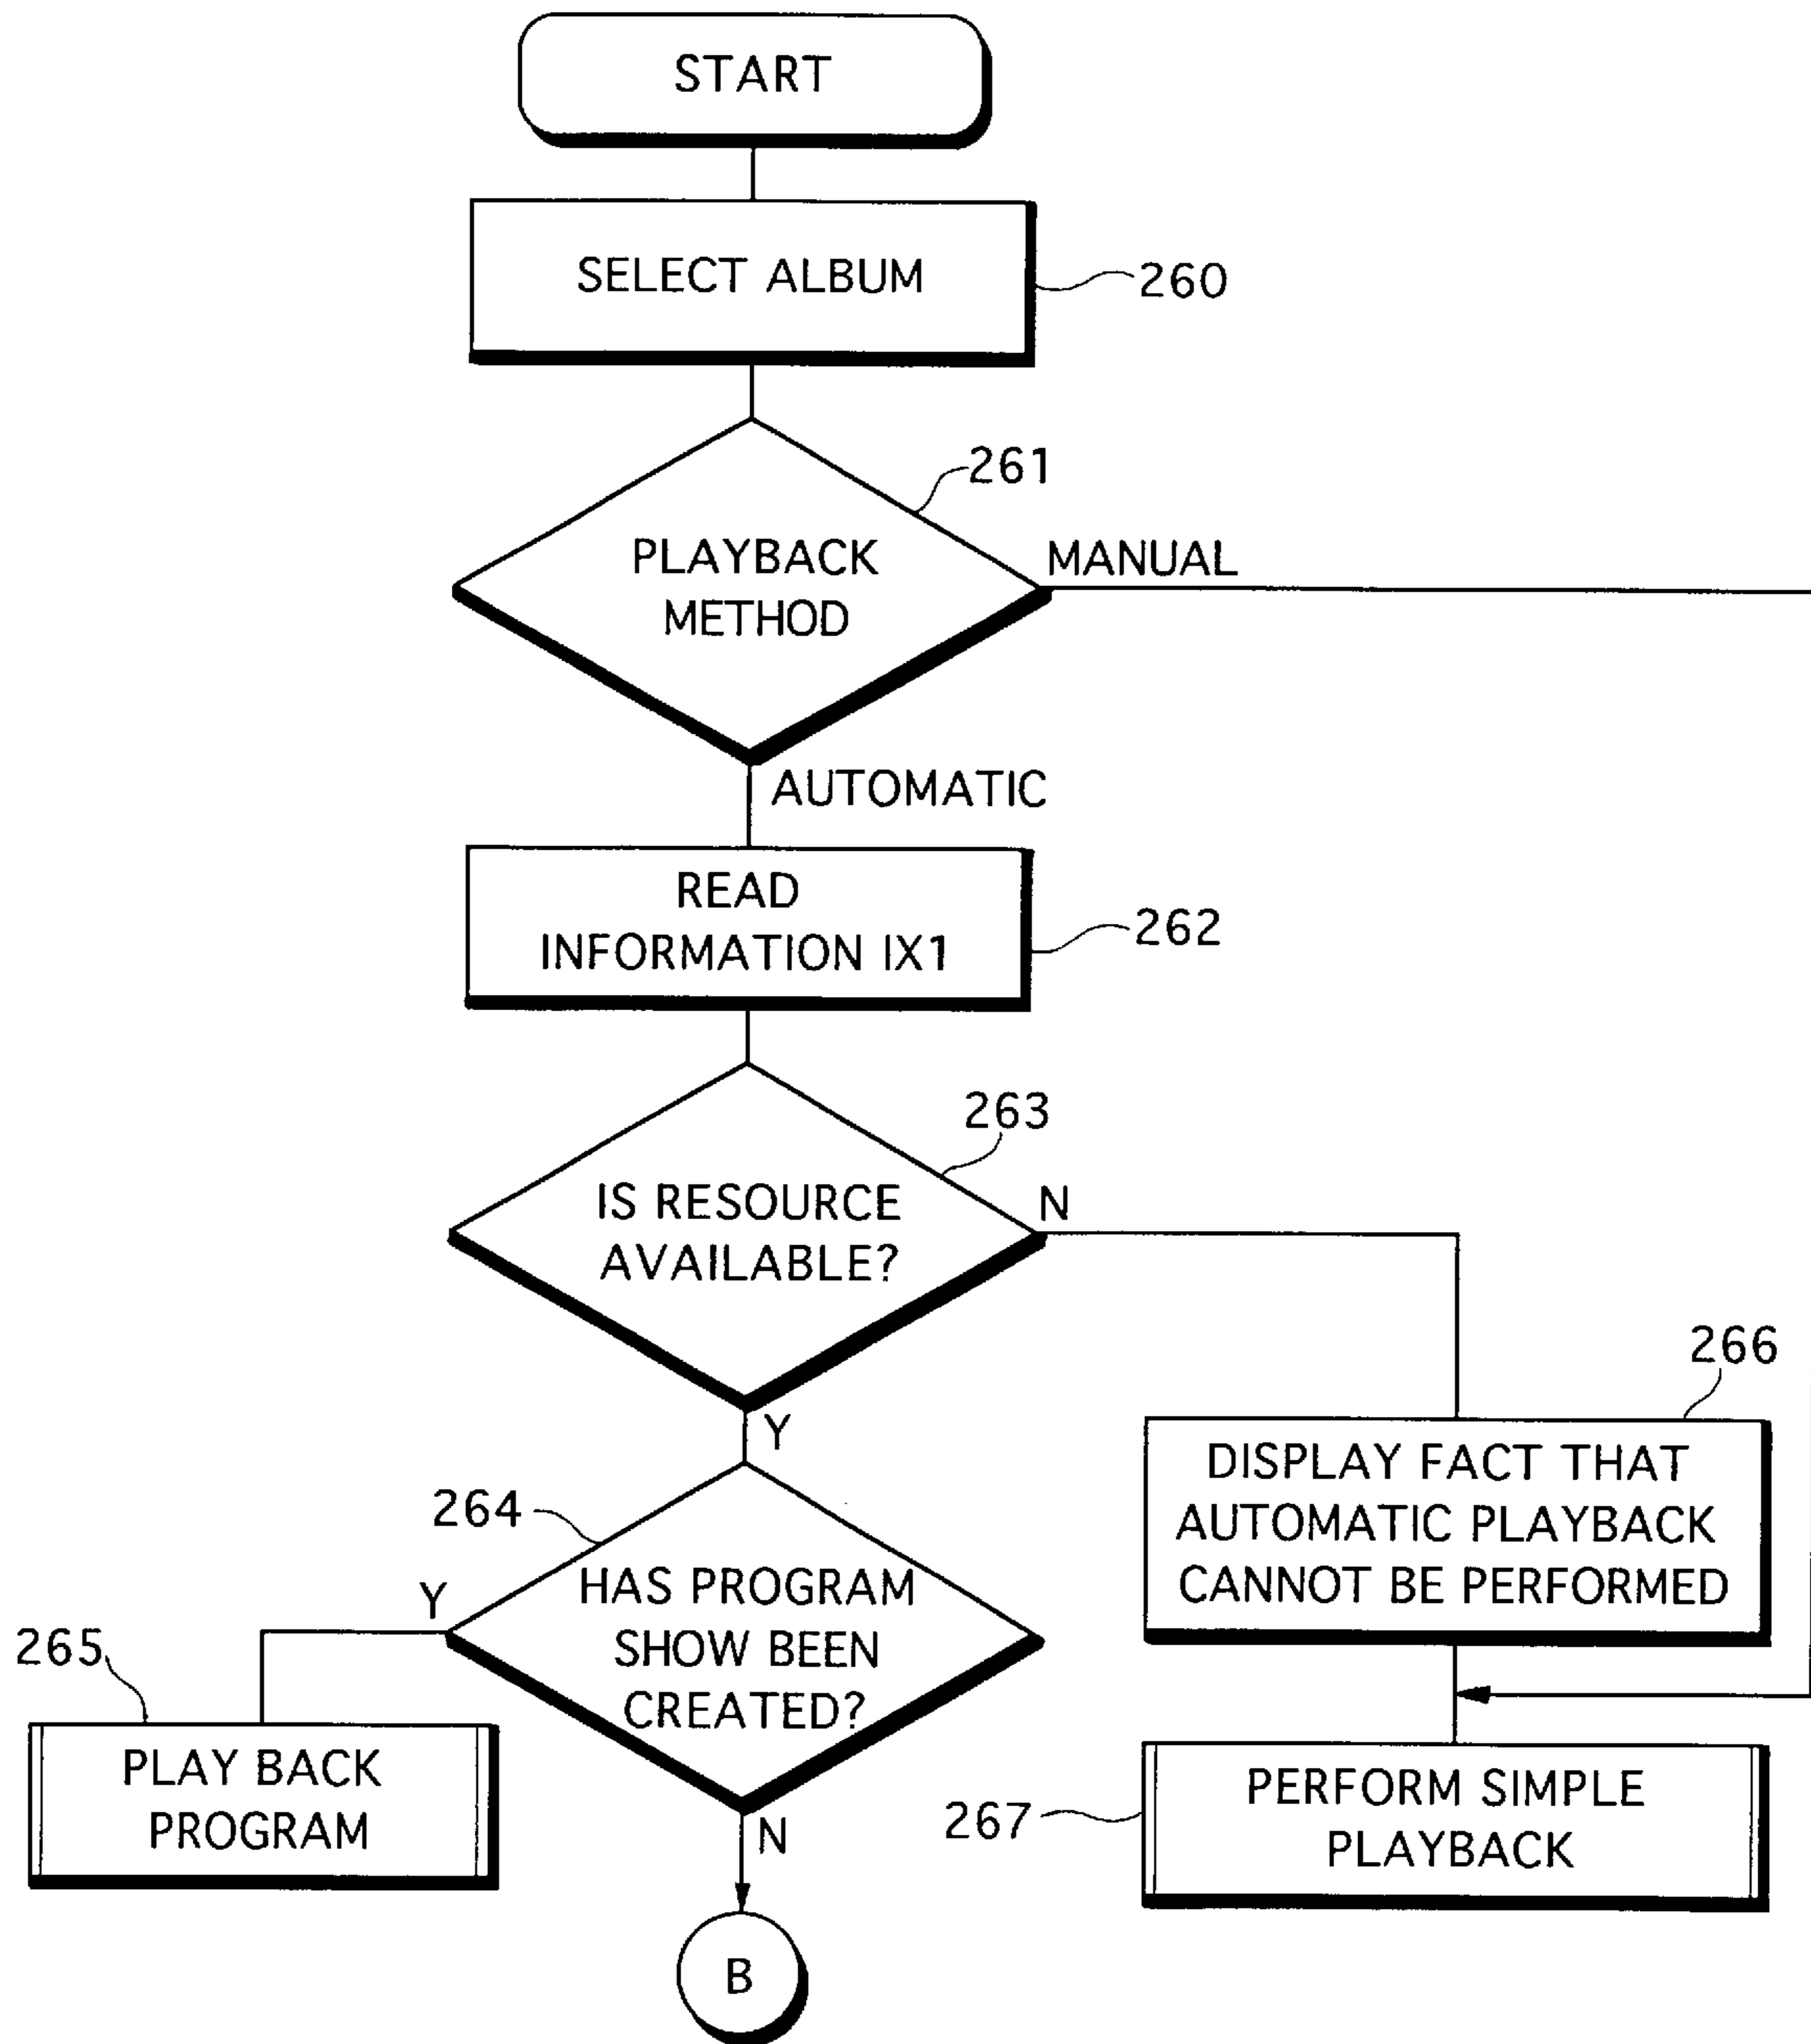 START
SELECT ALBUM
260
261
PLAYBACK
METHOD
MANUAL
AUTOMATIC
READ
INFORMATION IX1
262
263
IS RESOURCE
AVAILABLE?
N
Y
266
DISPLAY FACT THAT
AUTOMATIC PLAYBACK
CANNOT BE PERFORMED
264
HAS PROGRAM
SHOW BEEN
CREATED?
Y
265
PLAY BACK
PROGRAM
N
267
PERFORM SIMPLE
PLAYBACK
B